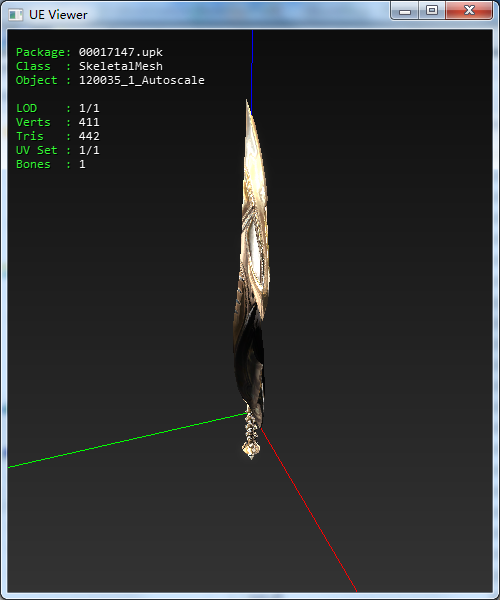 UE Viewer
Package: 00017147.upk
Class : SkeletalMesh
Object : 120035_1_Autoscale
LOD : 1/1
Verts : 411
Tris : 442
UV Set : 1/1
Bones : 1